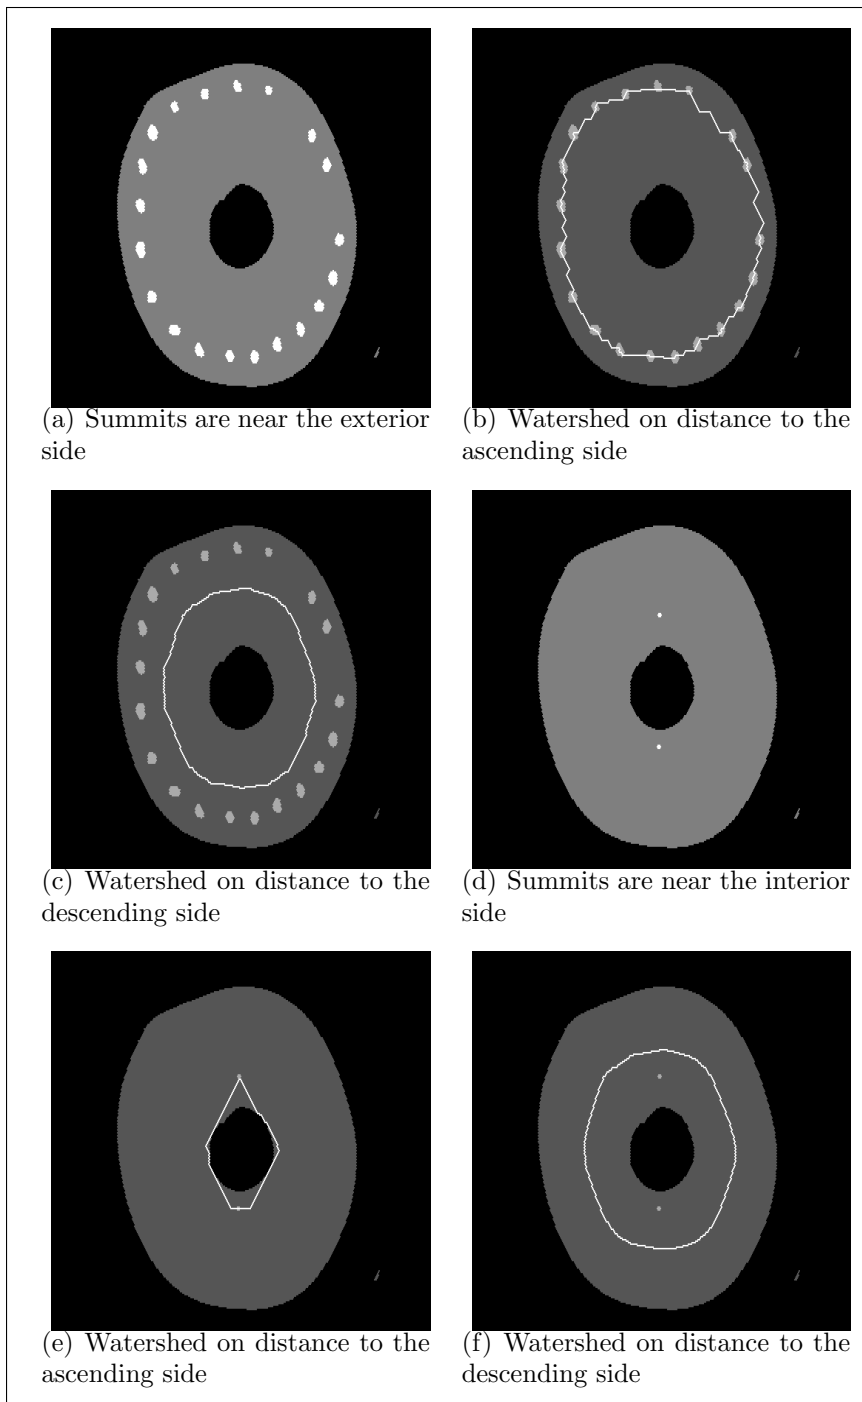 (a) Summits are near the exterior
side
(b) Watershed on distance to the
ascending side
(c) Watershed on distance to the
descending side
(d) Summits are near the interior
side
(e) Watershed on distance to the
ascending side
(f) Watershed on distance to the
descending side